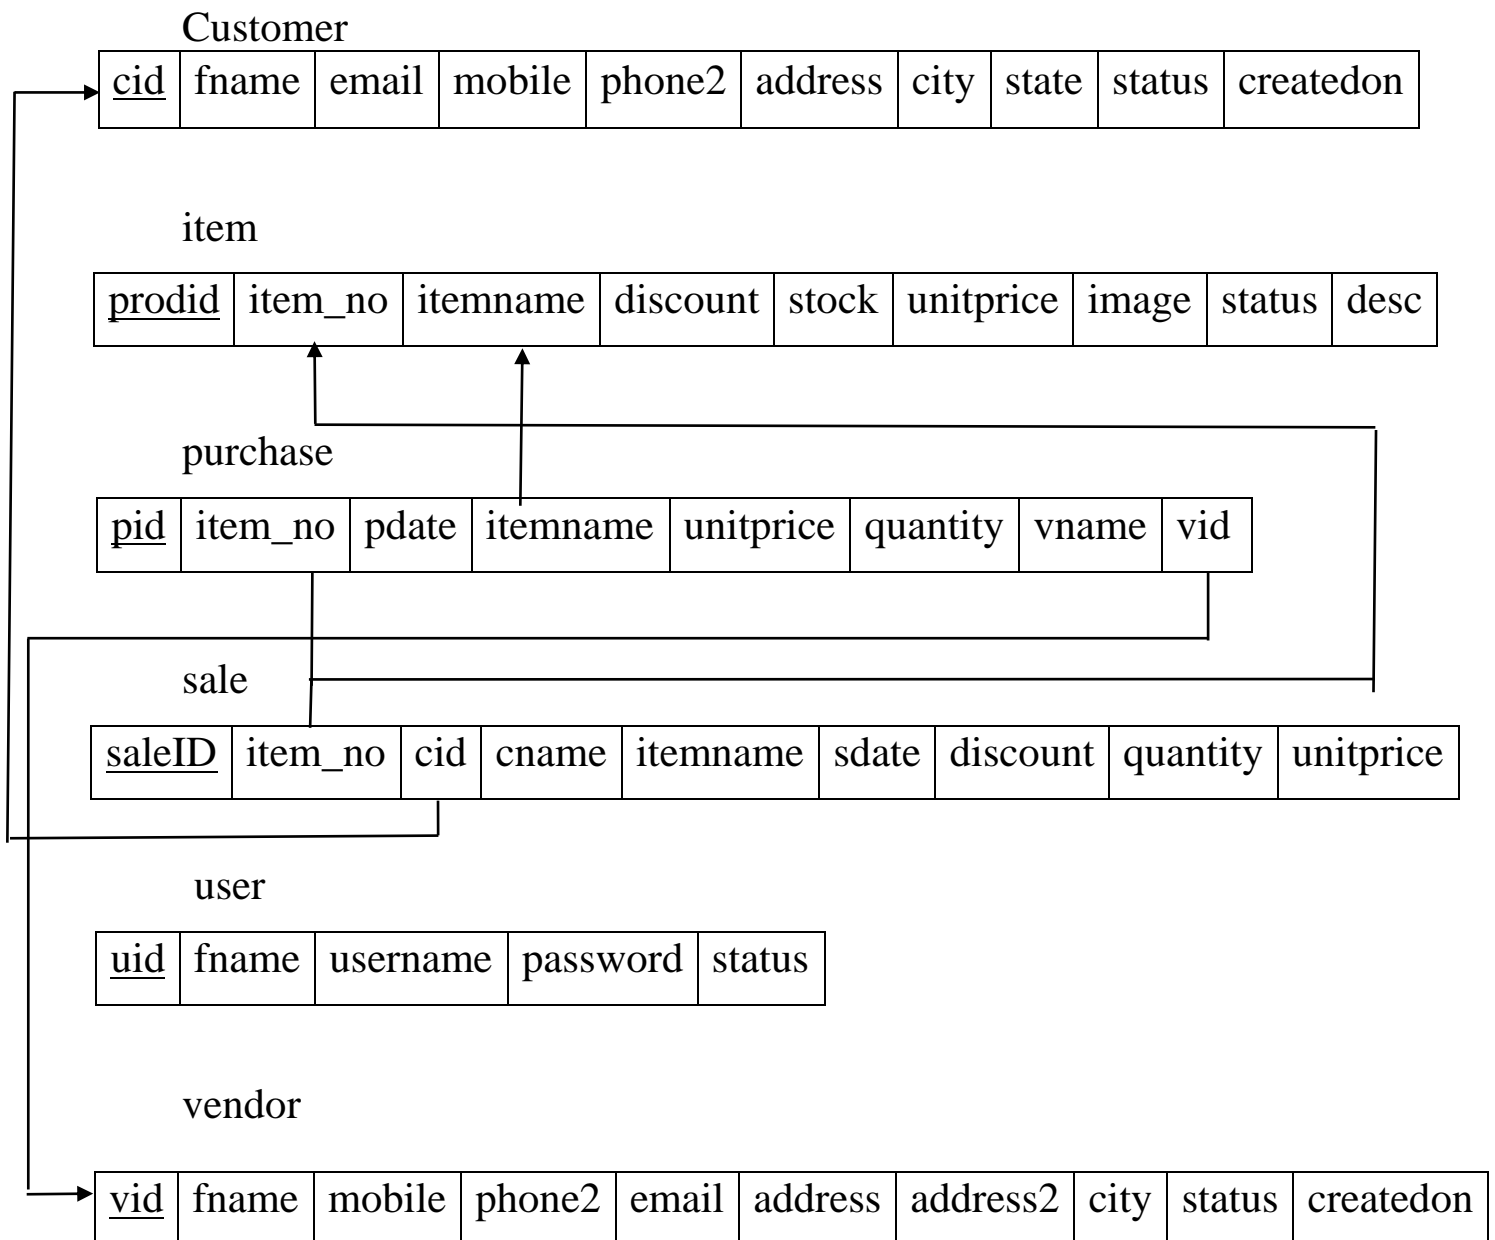 Customer
cid fname email mobile phone2 address city state status createdon
item
prodid item_no itemname discount stock unitprice image status desc
purchase
pid item_no pdate itemname unitprice quantity vname vid
sale
saleID item_no cid cname itemname sdate discount quantity unitprice
user
uid fname username password status
vendor
vid fname mobile phone2 email address address2 city status createdon